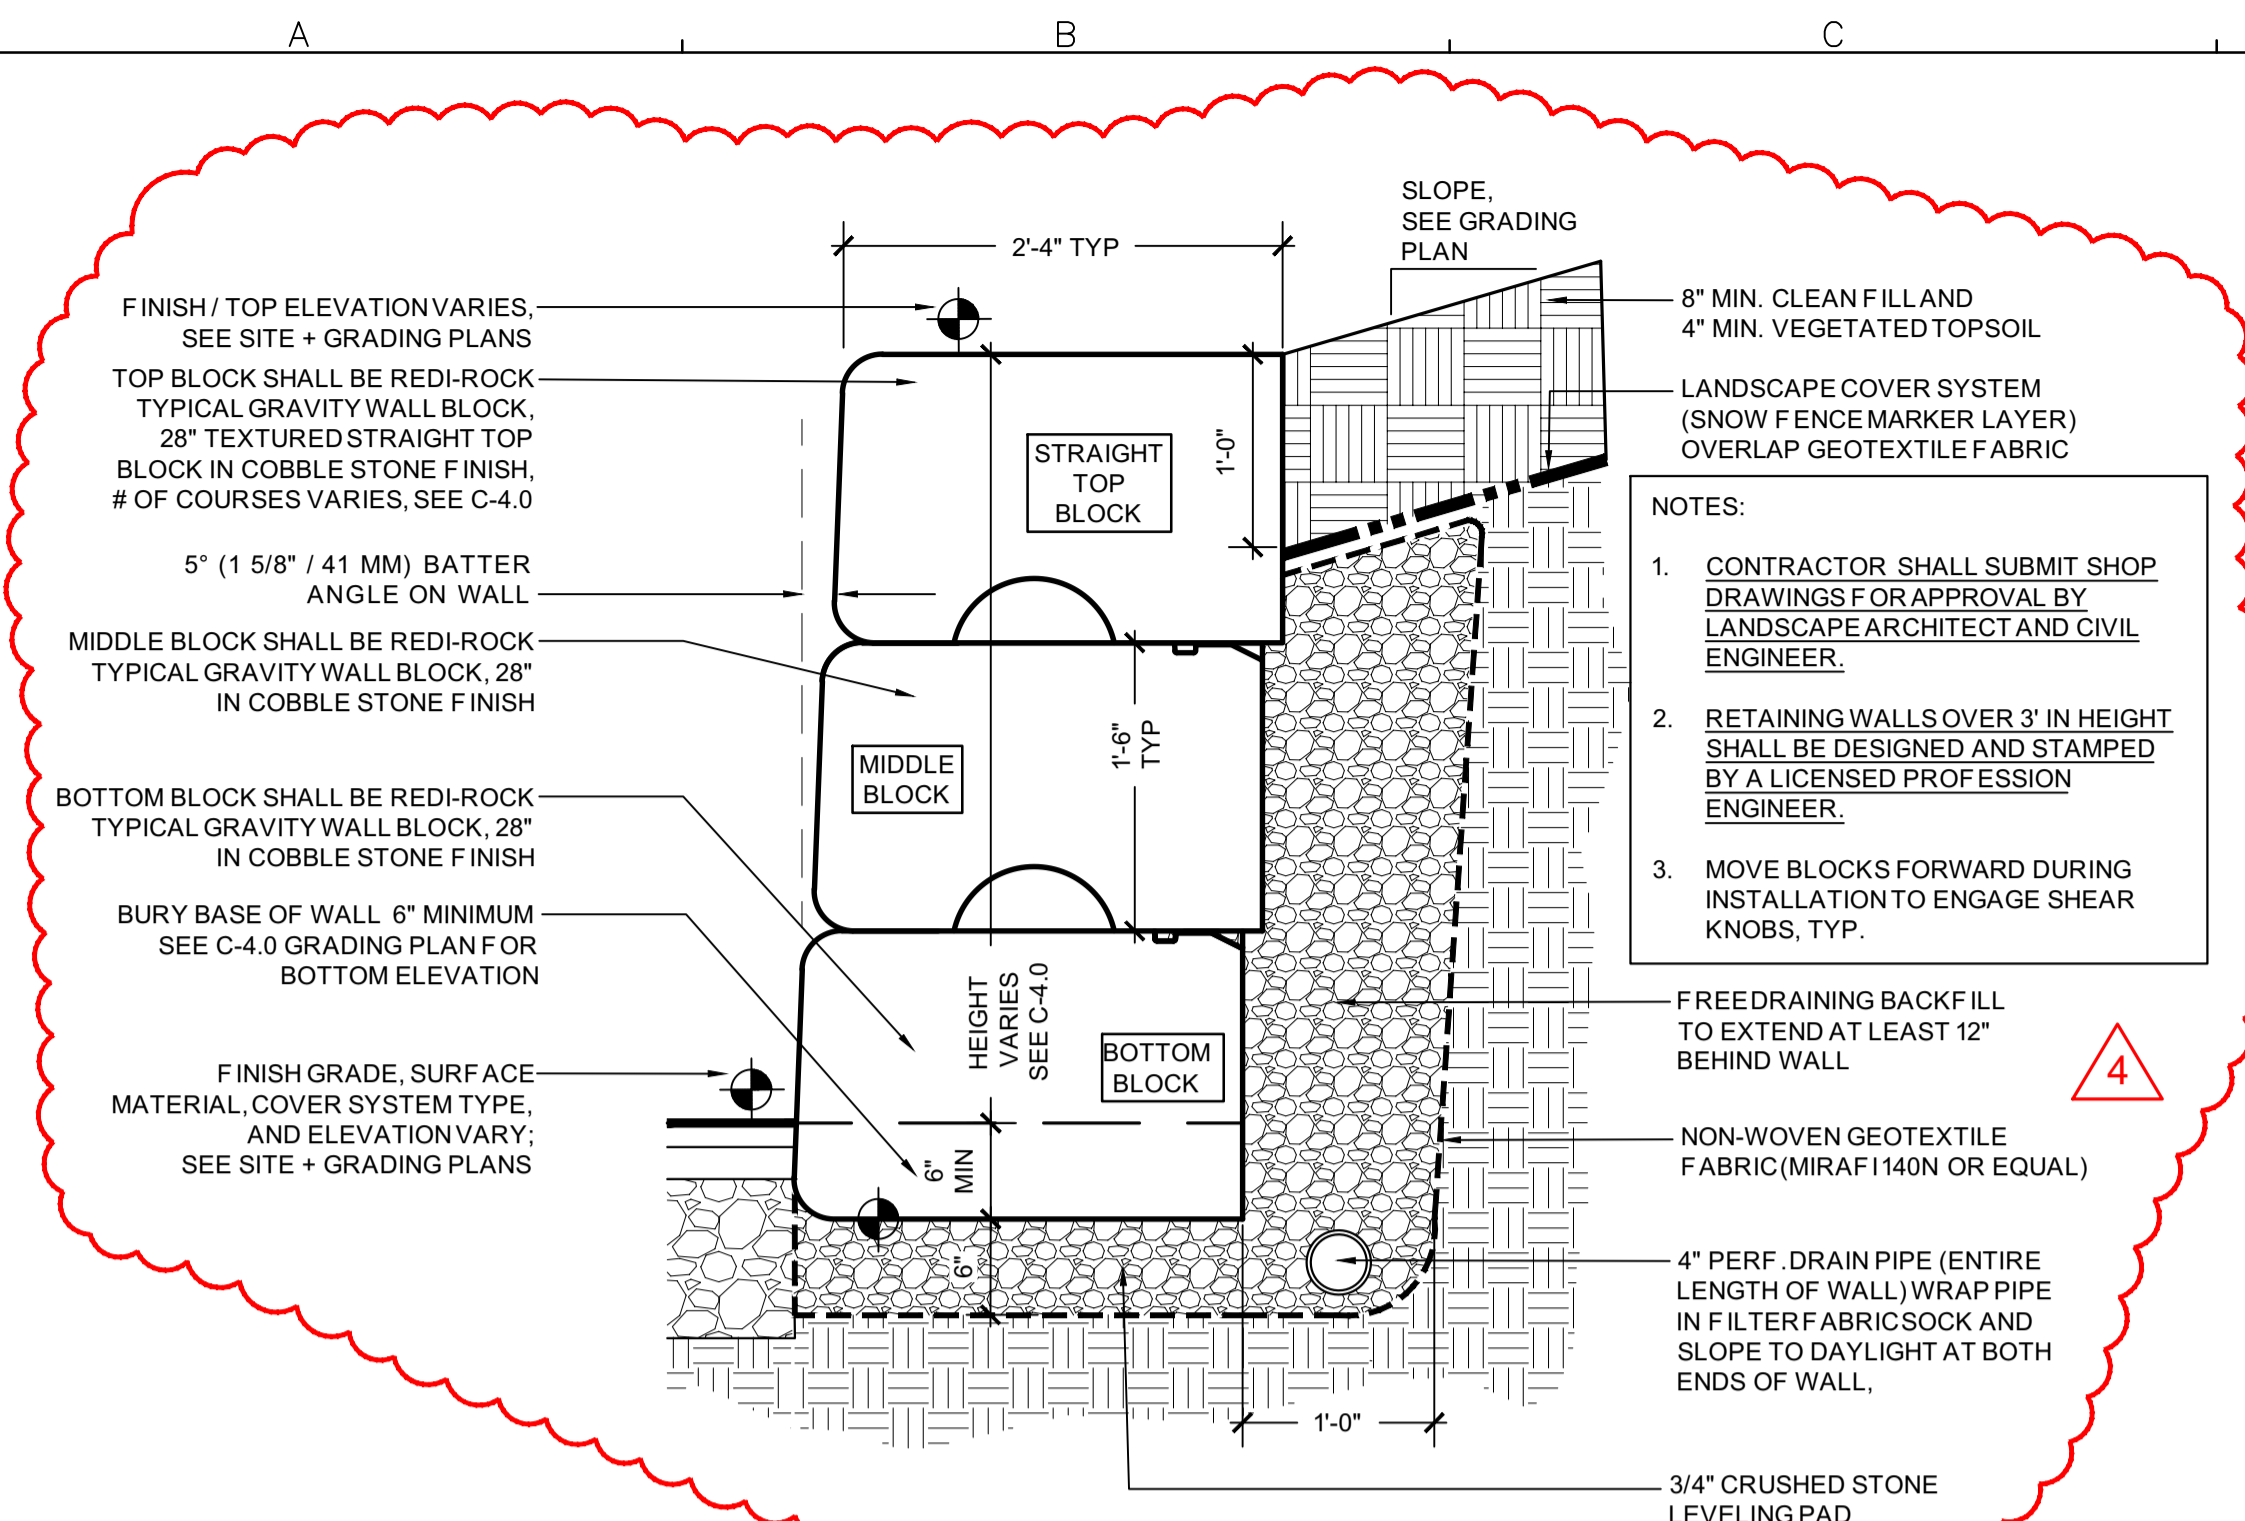 A
B
C
FINISH / TOP ELEVATION VARIES,
SEE SITE + GRADING PLANS
TOP BLOCK SHALL BE REDI-ROCK
TYPICAL GRAVITY WALL BLOCK,
28" TEXTURED STRAIGHT TOP
BLOCK IN COBBLE STONE FINISH,
# OF COURSES VARIES, SEE C-4.0
5° (1 5/8" / 41 MM) BATTER
ANGLE ON WALL
MIDDLE BLOCK SHALL BE REDI-ROCK
TYPICAL GRAVITY WALL BLOCK, 28"
IN COBBLE STONE FINISH
BOTTOM BLOCK SHALL BE REDI-ROCK
TYPICAL GRAVITY WALL BLOCK, 28"
IN COBBLE STONE FINISH
BURY BASE OF WALL 6" MINIMUM
SEE C-4.0 GRADING PLAN FOR
BOTTOM ELEVATION
FINISH GRADE, SURFACE
MATERIAL, COVER SYSTEM TYPE,
AND ELEVATION VARY;
SEE SITE + GRADING PLANS
2'-4" TYP
STRAIGHT
TOP
BLOCK
1'-0"
MIDDLE
BLOCK
1'-6"
TYP
HEIGHT
VARIES
SEE C-4.0
BOTTOM
BLOCK
6"
MIN
6"
1'-0"
SLOPE,
SEE GRADING
PLAN
8" MIN. CLEAN FILL AND
4" MIN. VEGETATED TOPSOIL
LANDSCAPE COVER SYSTEM
(SNOW FENCE MARKER LAYER)
OVERLAP GEOTEXTILE FABRIC
NOTES:
1. CONTRACTOR SHALL SUBMIT SHOP
DRAWINGS FOR APPROVAL BY
LANDSCAPE ARCHITECT AND CIVIL
ENGINEER.
2. RETAINING WALLS OVER 3' IN HEIGHT
SHALL BE DESIGNED AND STAMPED
BY A LICENSED PROFESSION
ENGINEER.
3. MOVE BLOCKS FORWARD DURING
INSTALLATION TO ENGAGE SHEAR
KNOBS, TYP.
FREE DRAINING BACKFILL
TO EXTEND AT LEAST 12"
BEHIND WALL
4
NON-WOVEN GEOTEXTILE
FABRIC (MIRAFI 140N OR EQUAL)
4" PERF. DRAIN PIPE (ENTIRE
LENGTH OF WALL) WRAP PIPE
IN FILTER FABRIC SOCK AND
SLOPE TO DAYLIGHT AT BOTH
ENDS OF WALL,
3/4" CRUSHED STONE
LEVELING PAD